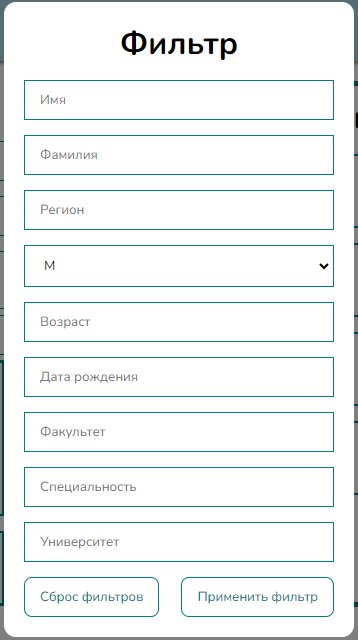 Фильтр
Имя
Фамилия
Регион
М
Возраст
Дата рождения
Факультет
Специальность
Университет
Сброс фильтров
Применить фильтр